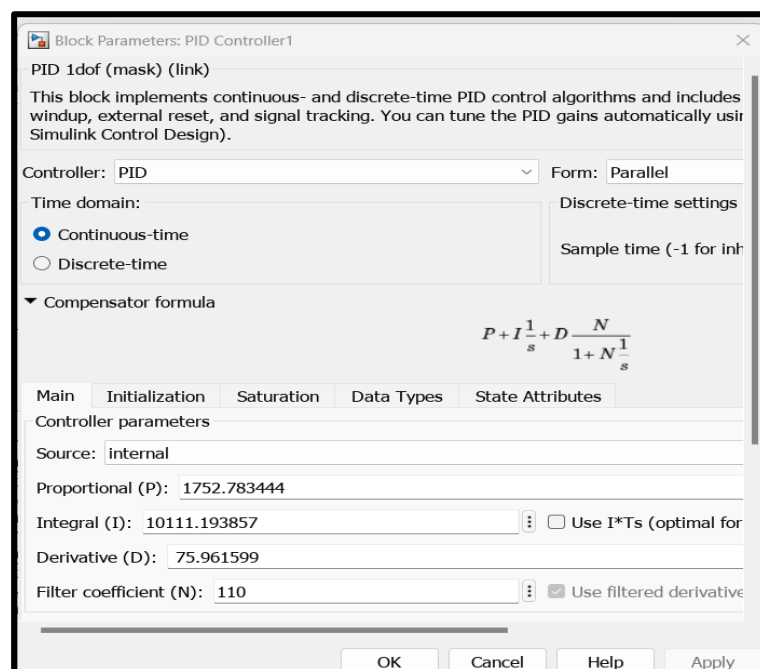 Block Parameters: PID Controller1
PID 1dof (mask) (link)
This block implements continuous- and discrete-time PID control algorithms and includes
windup, external reset, and signal tracking. You can tune the PID gains automatically usin
Simulink Control Design).
Controller: PID Form: Parallel
Time domain: Discrete-time settings
Continuous-time
Discrete-time
Sample time (-1 for inh
Compensator formula
P + I 1/s + D N/(1 + N 1/s)
Main Initialization Saturation Data Types State Attributes
Controller parameters
Source: internal
Proportional (P): 1752.783444
Integral (I): 10111.193857 Use I*Ts (optimal for
Derivative (D): 75.961599
Filter coefficient (N): 110 Use filtered derivative
OK Cancel Help Apply